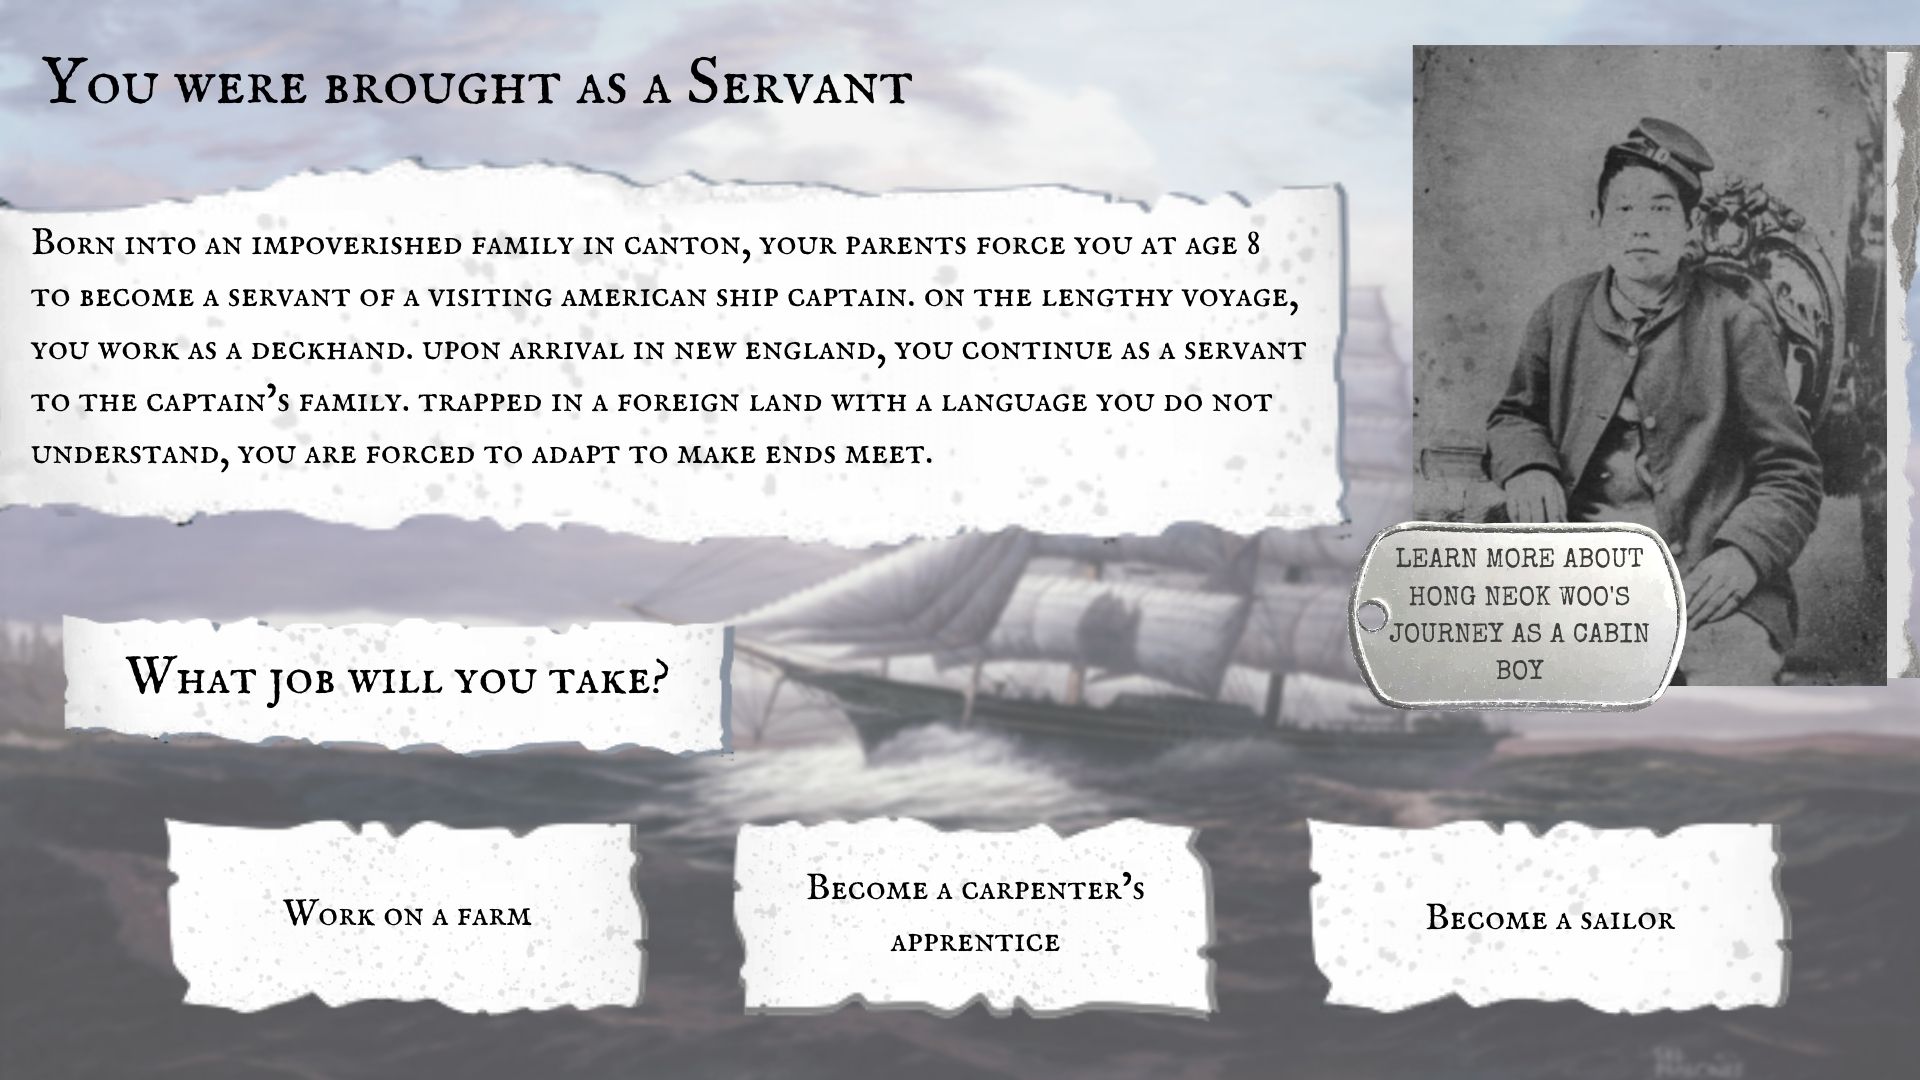 You were brought as a Servant
Born into an impoverished family in Canton, your parents force you at age 8
to become a servant of a visiting American ship captain. on the lengthy voyage,
you work as a deckhand. upon arrival in new england, you continue as a servant
to the captain's family. trapped in a foreign land with a language you do not
understand, you are forced to adapt to make ends meet.
LEARN MORE ABOUT
HONG NEOK WOO'S
JOURNEY AS A CABIN
BOY
What job will you take?
Work on a farm
Become a carpenter's
apprentice
Become a sailor